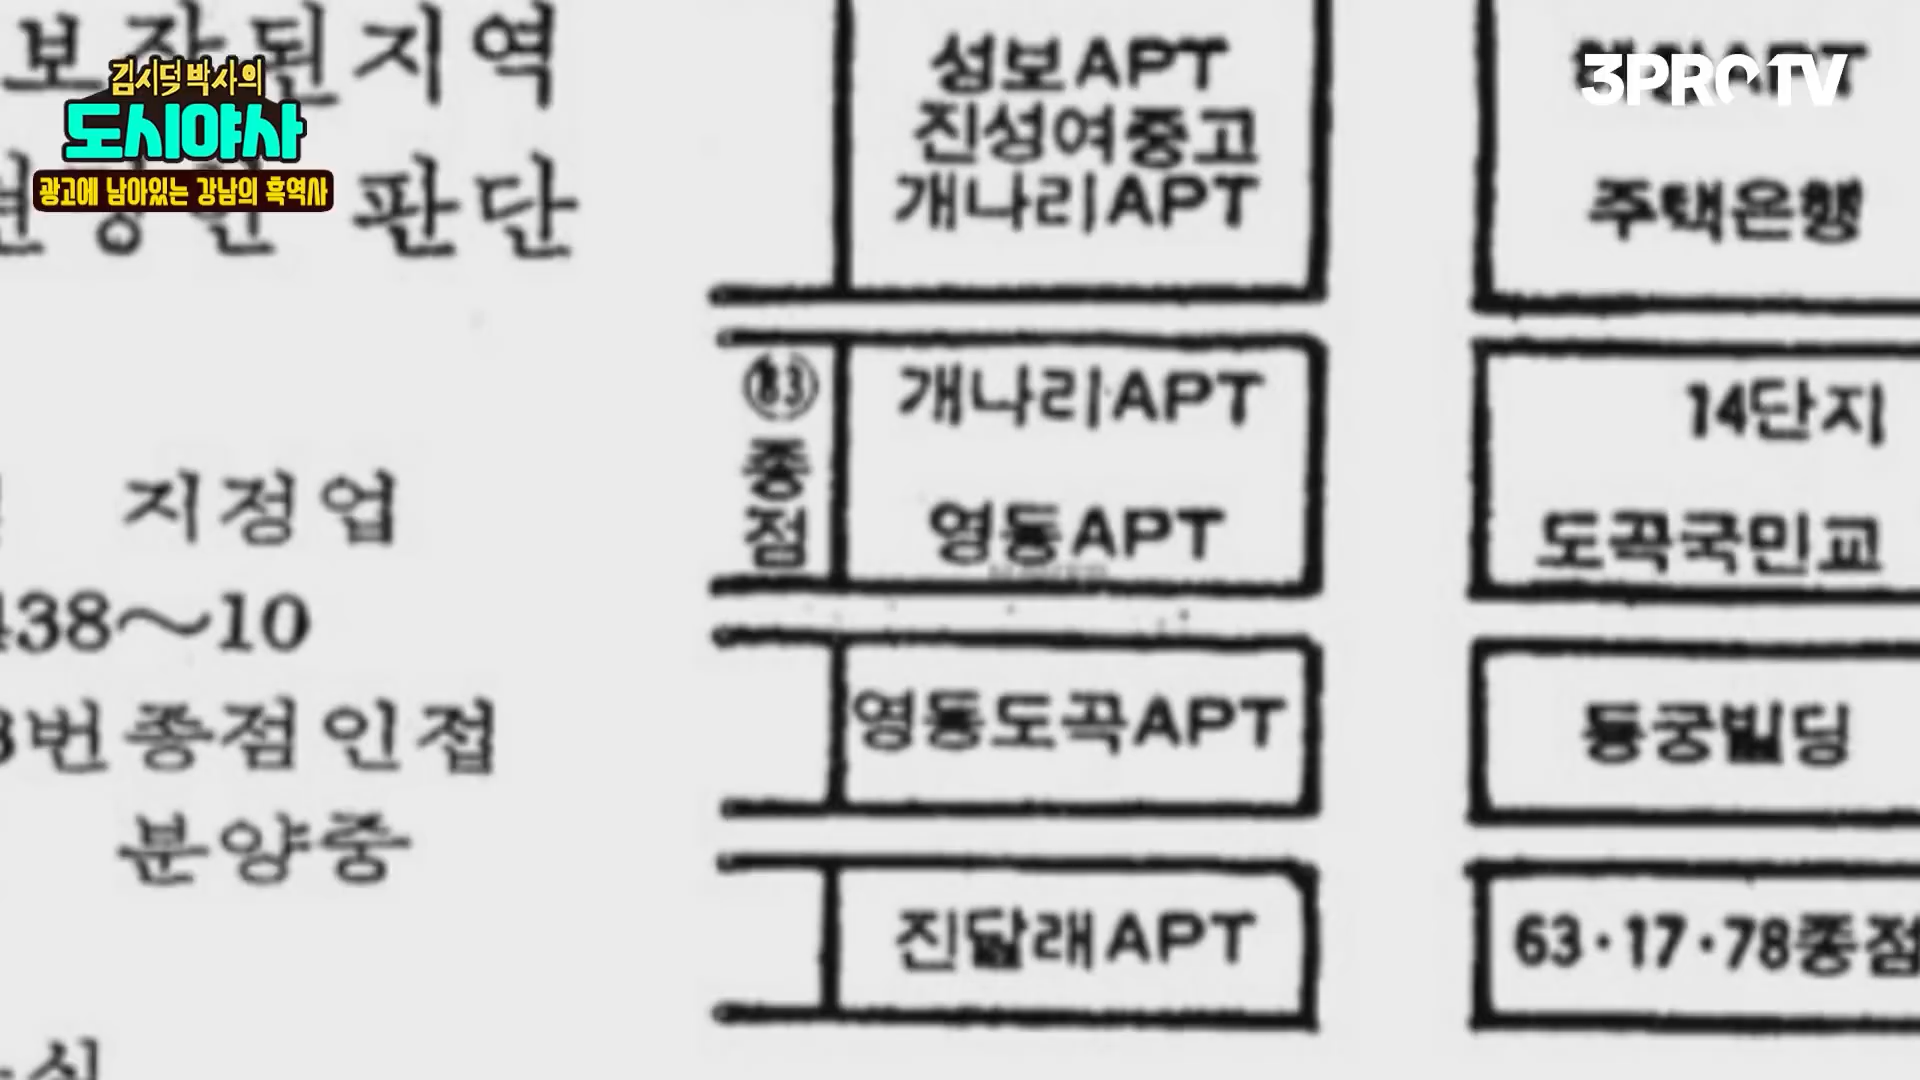 김시덕 박사의
도시야사
광고에 남아있는 강남의 흑역사
3PROTV
보장된지역
현명한 판단
지정업
438~10
3번종점인접
분양중
성보APT
진성여중고
개나리APT
개나리APT
영동APT
83
종점
영동도곡APT
진달래APT
주택은행
14단지
도곡국민교
동궁빌딩
63·17·78종점